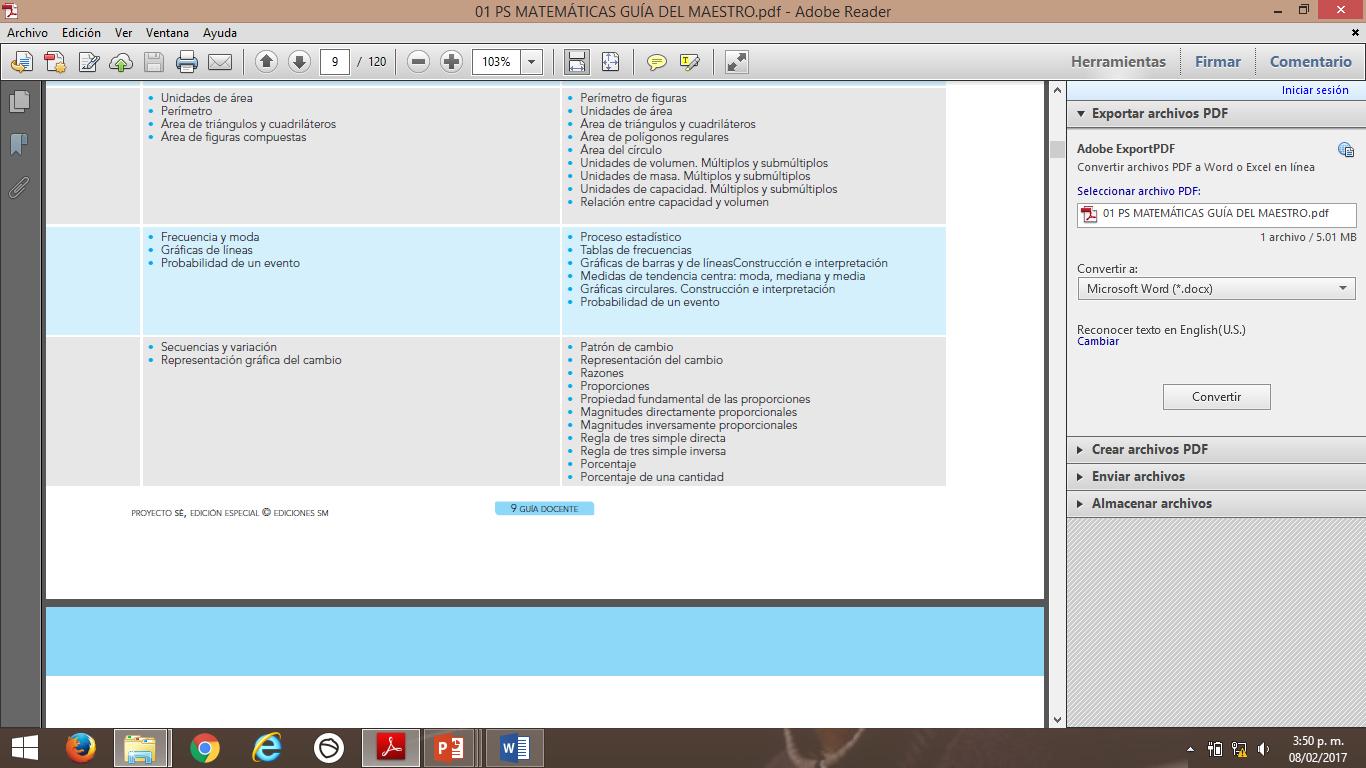 01 PS MATEMÁTICAS GUÍA DEL MAESTRO.pdf - Adobe Reader
Archivo Edición Ver Ventana Ayuda
9 / 120 103% Herramientas Firmar Comentario
Iniciar sesión
• Unidades de área
• Perímetro
• Área de triángulos y cuadriláteros
• Área de figuras compuestas
• Perímetro de figuras
• Unidades de área
• Área de triángulos y cuadriláteros
• Área de polígonos regulares
• Área del círculo
• Unidades de volumen. Múltiplos y submúltiplos
• Unidades de masa. Múltiplos y submúltiplos
• Unidades de capacidad. Múltiplos y submúltiplos
• Relación entre capacidad y volumen
• Frecuencia y moda
• Gráficas de líneas
• Probabilidad de un evento
• Proceso estadístico
• Tablas de frecuencias
• Gráficas de barras y de líneasConstrucción e interpretación
• Medidas de tendencia centra: moda, mediana y media
• Gráficas circulares. Construcción e interpretación
• Probabilidad de un evento
• Secuencias y variación
• Representación gráfica del cambio
• Patrón de cambio
• Representación del cambio
• Razones
• Proporciones
• Propiedad fundamental de las proporciones
• Magnitudes directamente proporcionales
• Magnitudes inversamente proporcionales
• Regla de tres simple directa
• Regla de tres simple inversa
• Porcentaje
• Porcentaje de una cantidad
PROYECTO SÉ, EDICIÓN ESPECIAL © EDICIONES SM
9 GUÍA DOCENTE
Exportar archivos PDF
Adobe ExportPDF
Convertir archivos PDF a Word o Excel en línea
Seleccionar archivo PDF:
01 PS MATEMÁTICAS GUÍA DEL MAESTRO.pdf
1 archivo / 5.01 MB
Convertir a:
Microsoft Word (*.docx)
Reconocer texto en English(U.S.)
Cambiar
Convertir
Crear archivos PDF
Enviar archivos
Almacenar archivos
3:50 p. m.
08/02/2017